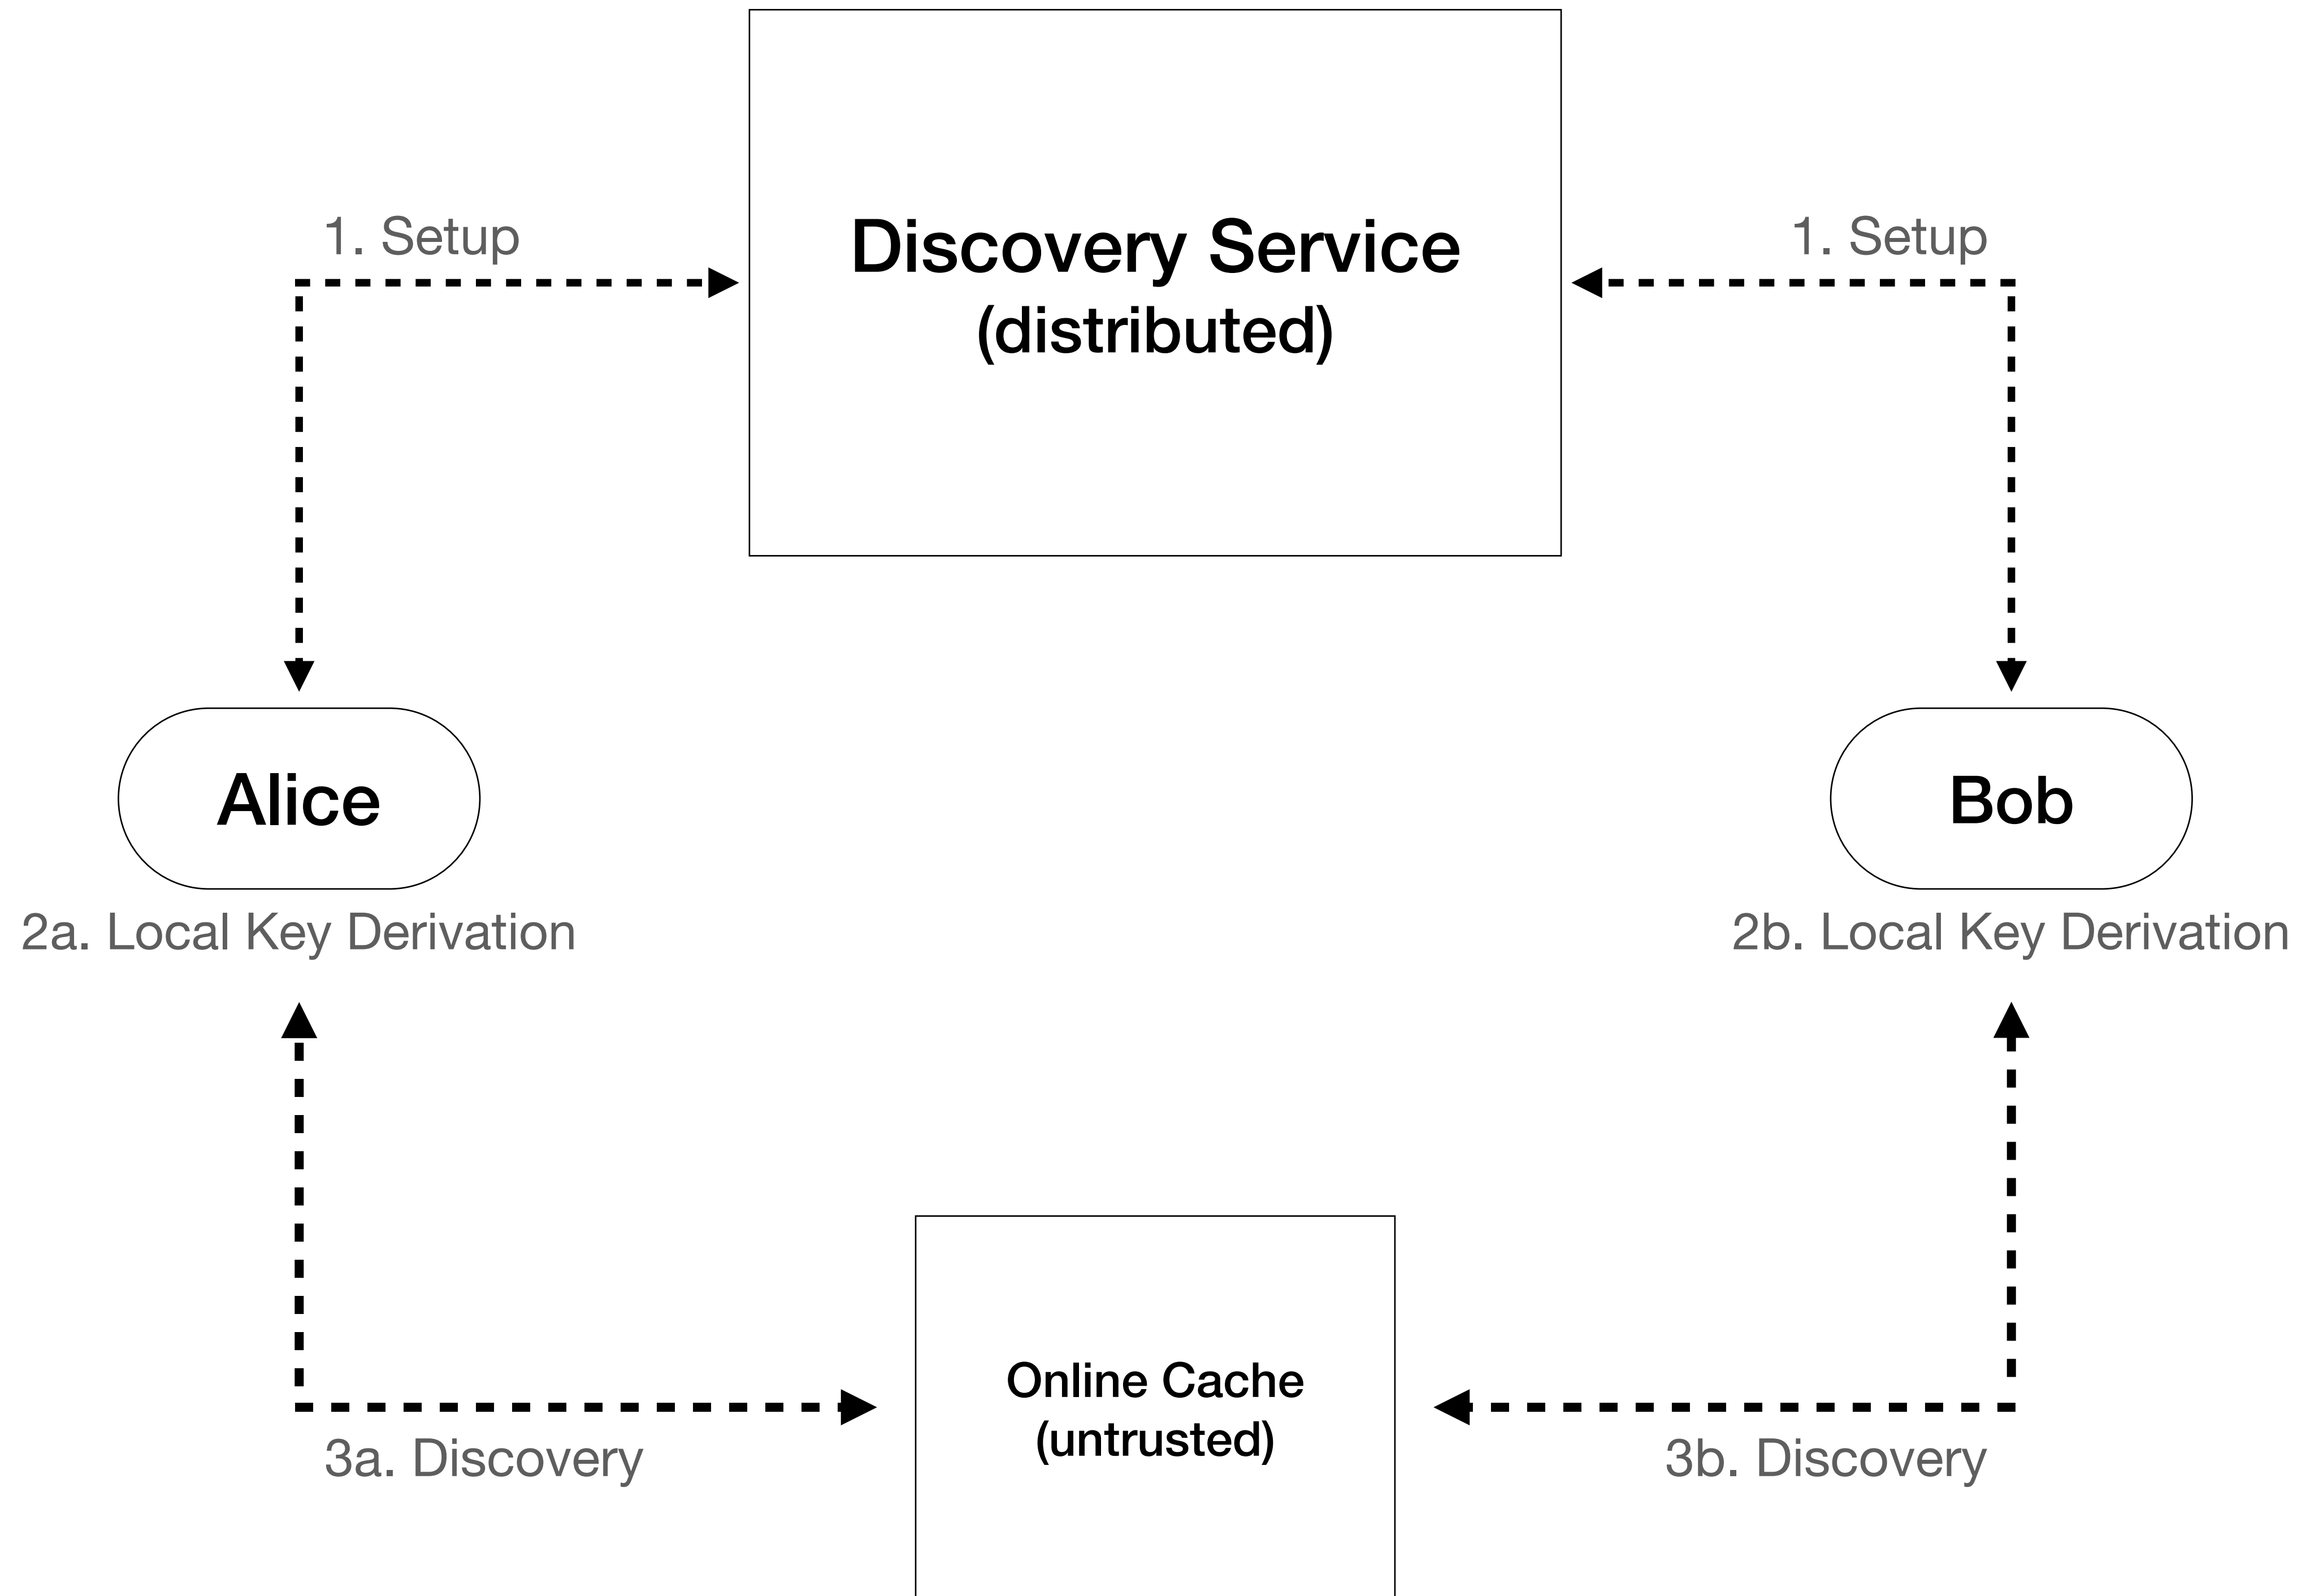 1. Setup
Discovery Service
(distributed)
1. Setup
Alice
Bob
2a. Local Key Derivation
2b. Local Key Derivation
Online Cache
(untrusted)
3a. Discovery
3b. Discovery